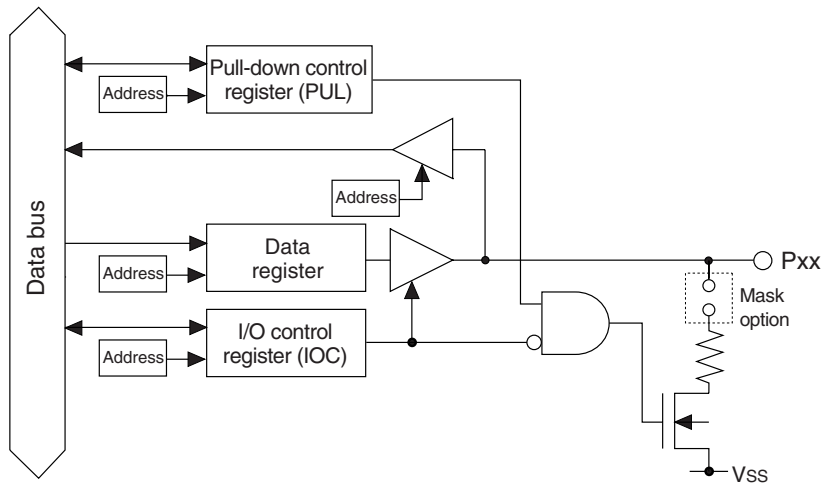 Data bus
Pull-down control
register (PUL)
Address
Address
Data
register
Address
I/O control
register (IOC)
Address
Pxx
Mask
option
VSS